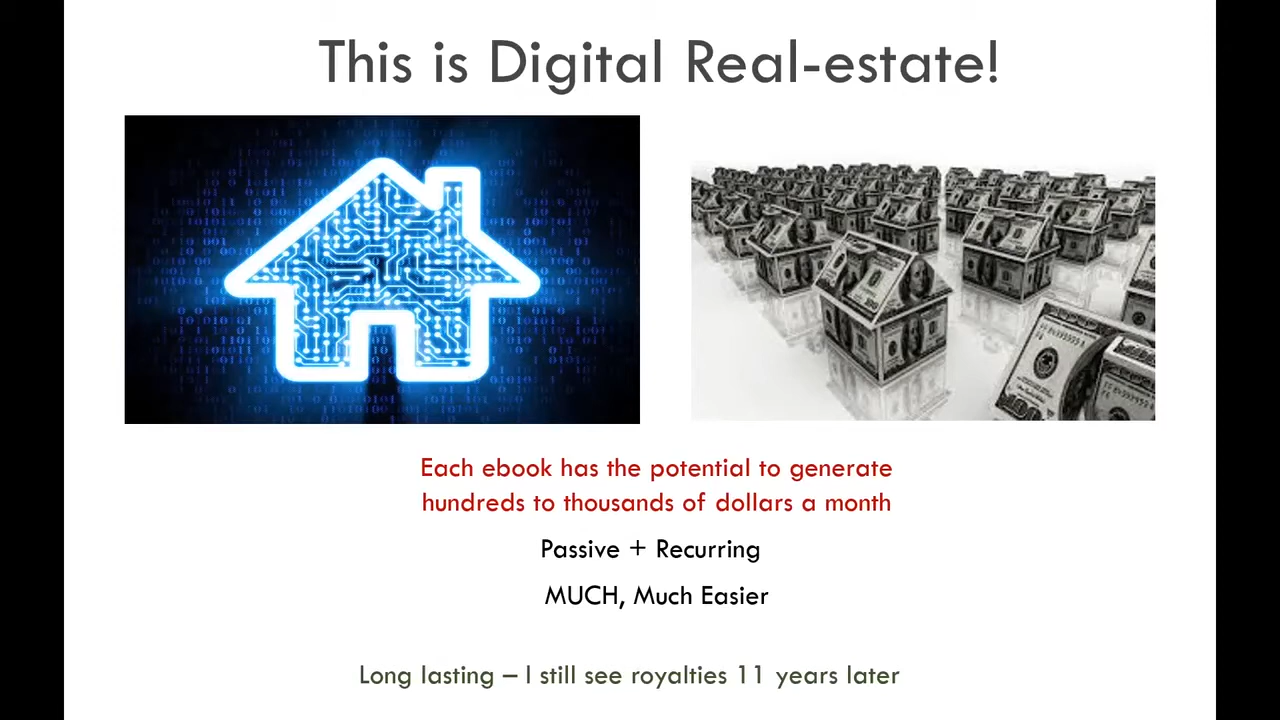 This is Digital Real-estate!
Each ebook has the potential to generate
hundreds to thousands of dollars a month
Passive + Recurring
MUCH, Much Easier
Long lasting – I still see royalties 11 years later